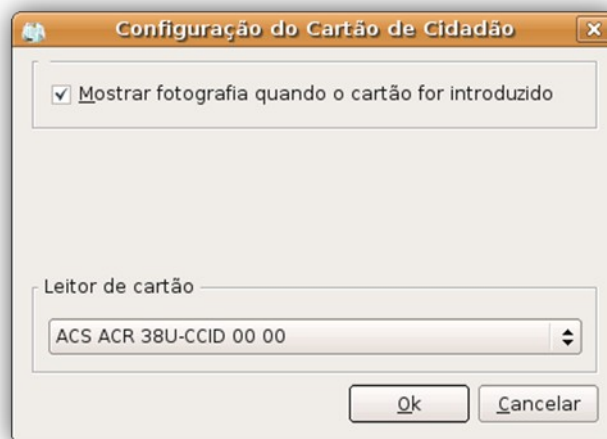 Configuração do Cartão de Cidadão
Mostrar fotografia quando o cartão for introduzido
Leitor de cartão
ACS ACR 38U-CCID 00 00
Ok
Cancelar